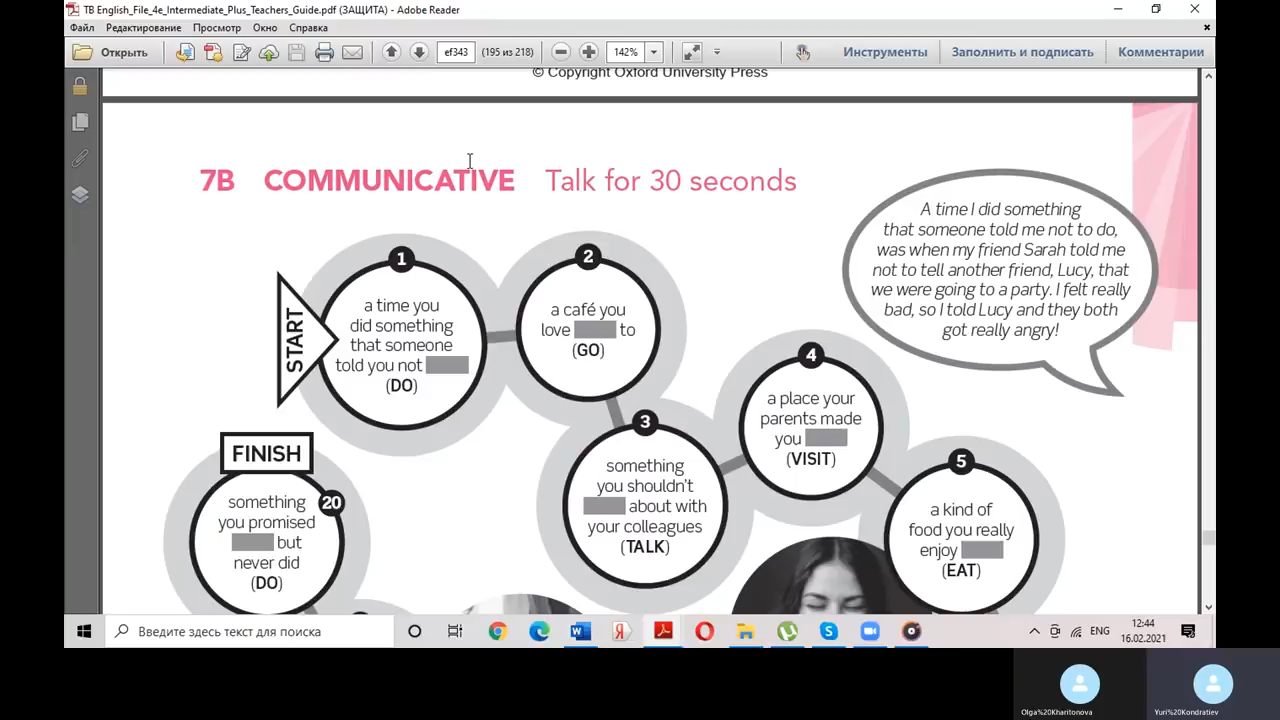 TB English_File_4e_Intermediate_Plus_Teachers_Guide.pdf (ЗАЩИТА) - Adobe Reader
Файл Редактирование Просмотр Окно Справка
Открыть ef343 (195 из 218) 142% Инструменты Заполнить и подписать Комментарии
© Copyright Oxford University Press
7B COMMUNICATIVE Talk for 30 seconds
A time I did something
that someone told me not to do,
was when my friend Sarah told me
not to tell another friend, Lucy, that
we were going to a party. I felt really
bad, so I told Lucy and they both
got really angry!
START
1
a time you
did something
that someone
told you not
(DO)
2
a café you
love to
(GO)
3
something
you shouldn't
about with
your colleagues
(TALK)
4
a place your
parents made
you
(VISIT)
5
a kind of
food you really
enjoy
(EAT)
FINISH
20
something
you promised
but
never did
(DO)
Введите здесь текст для поиска
ENG
12:44
16.02.2021
Olga%20Kharitonova
Yuri%20Kondratiev